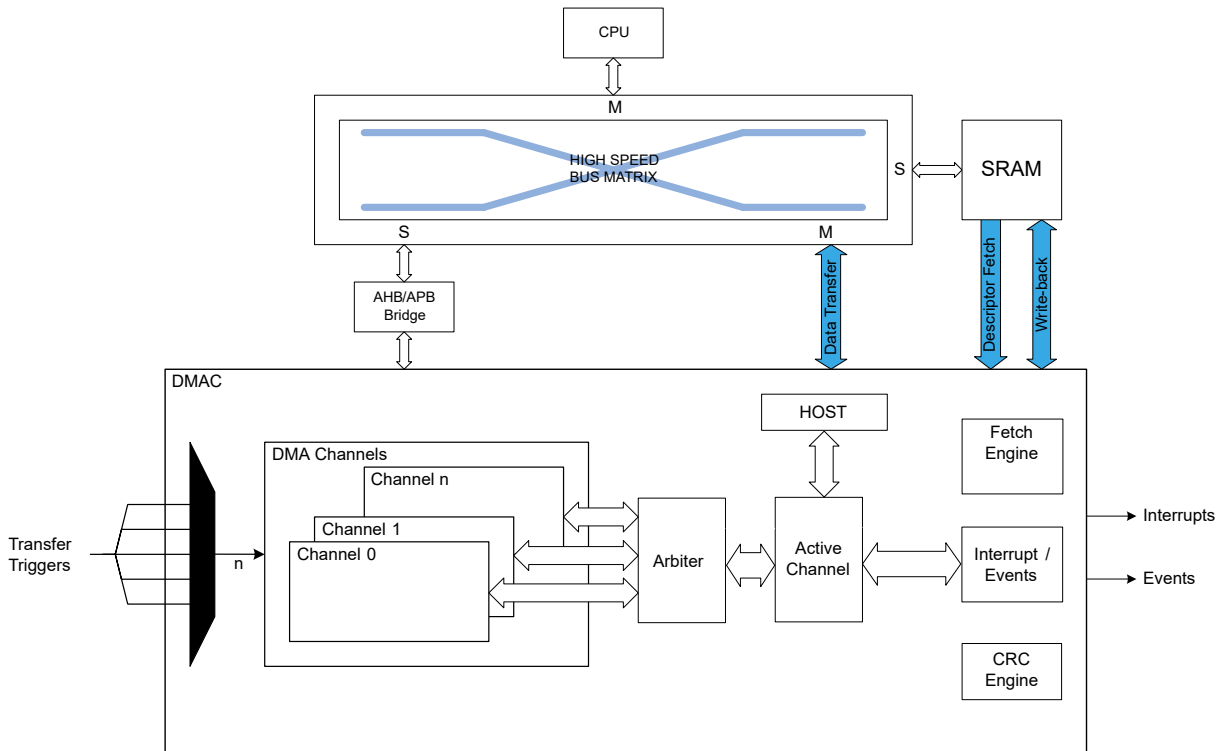 CPU
M
HIGH SPEED
BUS MATRIX
S
SRAM
S
M
AHB/APB
Bridge
Data Transfer
Descriptor Fetch
Write-back
DMAC
HOST
DMA Channels
Fetch
Engine
Channel n
Channel 1
Channel 0
Transfer
Triggers
n
Arbiter
Active
Channel
Interrupt /
Events
Interrupts
Events
CRC
Engine